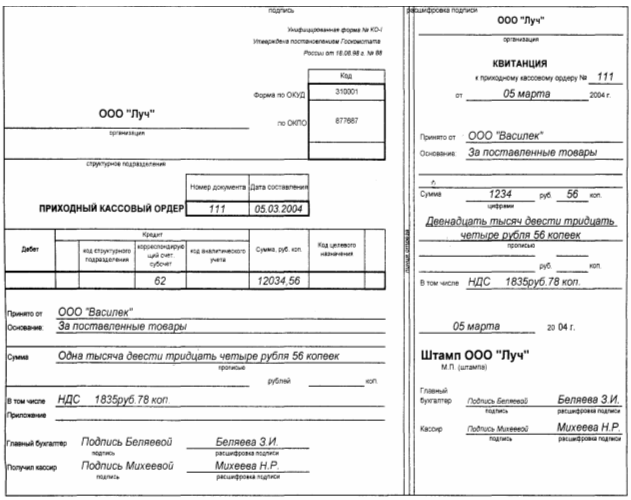 подпись
Унифицированная форма № КО-1
Утверждена постановлением Госкомстата
России от 18.08.98 г. № 88
Код
Форма по ОКУД 310001
ООО "Луч"
по ОКПО 877687
организация
структурное подразделение
Номер документа Дата составления
ПРИХОДНЫЙ КАССОВЫЙ ОРДЕР 111 05.03.2004
Дебет
Кредит
код структурного подразделения
корреспондирую
щий счет,
субсчет
код аналитического
учета
Сумма, руб. коп.
Код целевого
назначения
62 12034,56
Принято от ООО "Василек"
Основание: За поставленные товары
Сумма Одна тысяча двести тридцать четыре рубля 56 копеек
прописью
рублей коп.
В том числе НДС 1835руб.78 коп.
Приложение
Главный бухгалтер Подпись Беляевой Беляева З.И.
подпись расшифровка подписи
Получил кассир Подпись Михеевой Михеева Н.Р.
подпись расшифровка подписи
расшифровка подписи
ООО "Луч"
организация
КВИТАНЦИЯ
к приходному кассовому ордеру № 111
от 05 марта 2004 г.
Принято от ООО "Василек"
Основание: За поставленные товары
Сумма 1234 руб. 56 коп.
цифрами
Двенадцать тысяч двести тридцать
четыре рубля 56 копеек
прописью
руб. коп.
В том числе НДС 1835руб.78 коп.
05 марта 20 04 г.
Штамп ООО "Луч"
М.П. (штампа)
Главный
бухгалтер Подпись Беляевой Беляева З.И.
подпись расшифровка подписи
Кассир Подпись Михеевой Михеева Н.Р.
подпись расшифровка подписи